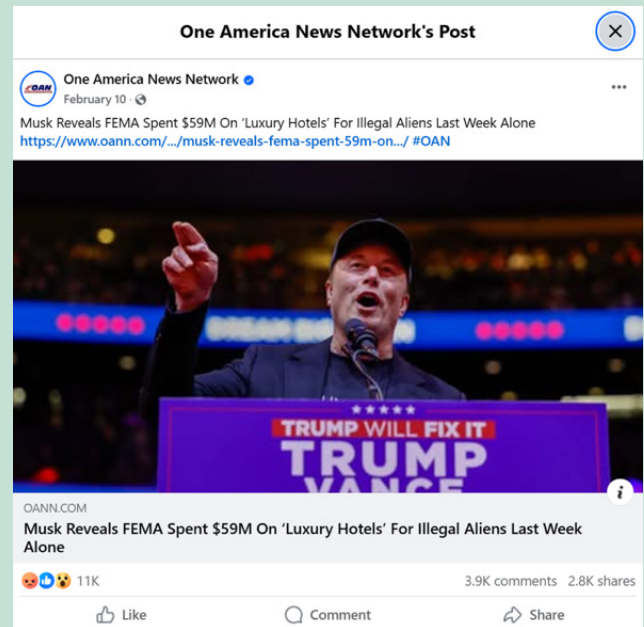 One America News Network's Post
OAN
One America News Network
February 10 ·
Musk Reveals FEMA Spent $59M On ‘Luxury Hotels’ For Illegal Aliens Last Week Alone
https://www.oann.com/.../musk-reveals-fema-spent-59m-on.../ #OAN
TRUMP WILL FIX IT
TRUMP
VANCE
OANN.COM
Musk Reveals FEMA Spent $59M On ‘Luxury Hotels’ For Illegal Aliens Last Week
Alone
11K
3.9K comments 2.8K shares
Like Comment Share